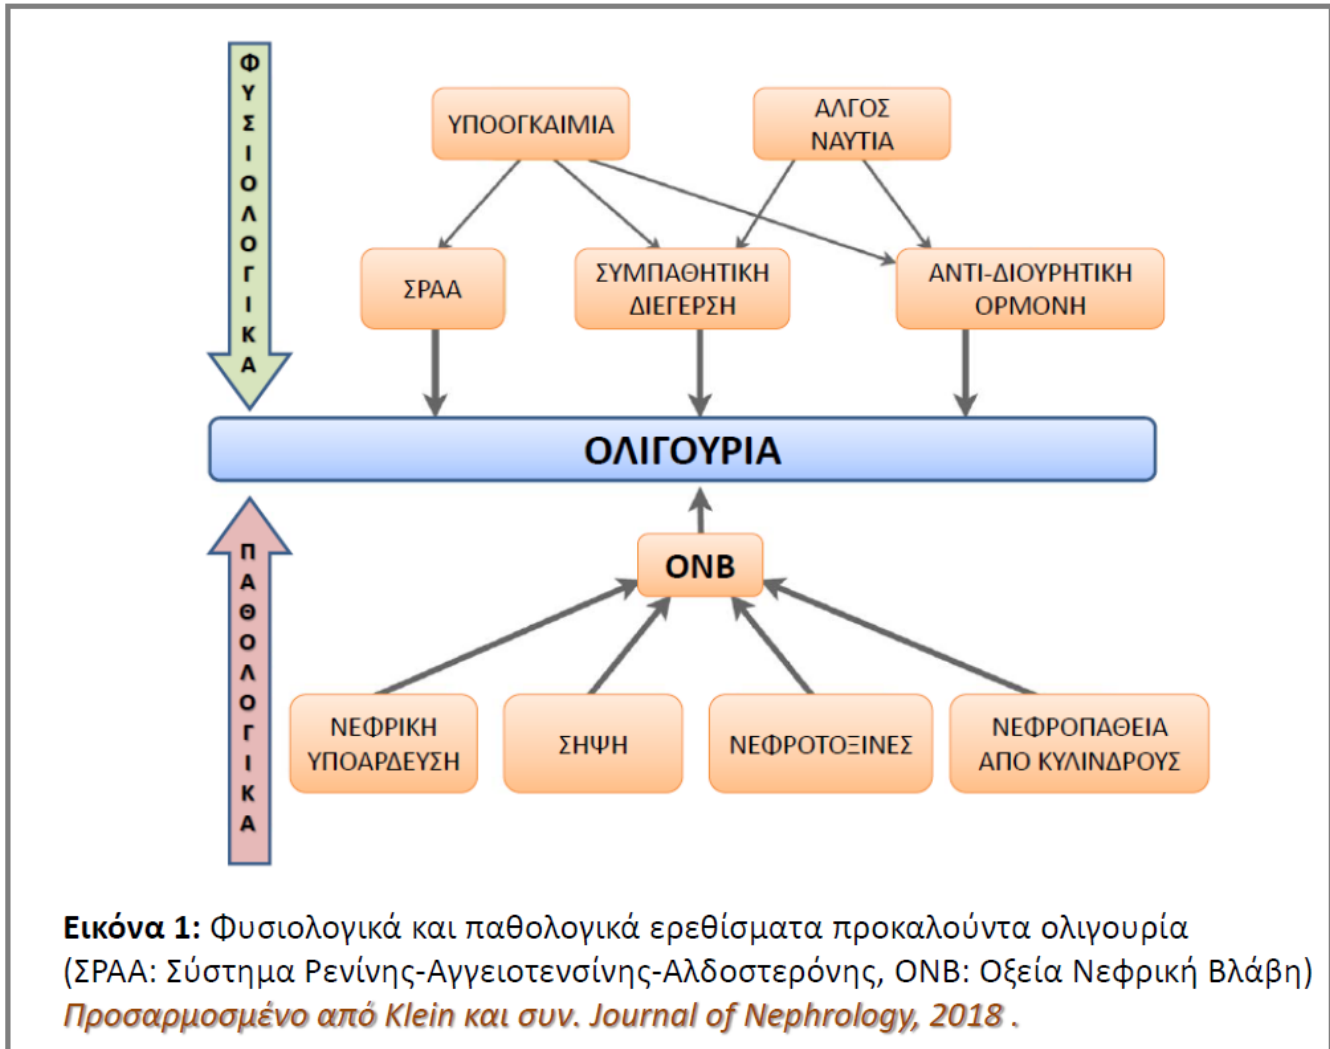 ΦΥΣΙΟΛΟΓΙΚΑ
ΥΠΟΟΓΚΑΙΜΙΑ
ΑΛΓΟΣ
ΝΑΥΤΙΑ
ΣΡΑΑ
ΣΥΜΠΑΘΗΤΙΚΗ
ΔΙΕΓΕΡΣΗ
ΑΝΤΙ-ΔΙΟΥΡΗΤΙΚΗ
ΟΡΜΟΝΗ
ΟΛΙΓΟΥΡΙΑ
ΠΑΘΟΛΟΓΙΚΑ
ΟΝΒ
ΝΕΦΡΙΚΗ
ΥΠΟΑΡΔΕΥΣΗ
ΣΗΨΗ
ΝΕΦΡΟΤΟΞΙΝΕΣ
ΝΕΦΡΟΠΑΘΕΙΑ
ΑΠΟ ΚΥΛΙΝΔΡΟΥΣ
Εικόνα 1: Φυσιολογικά και παθολογικά ερεθίσματα προκαλούντα ολιγουρία
(ΣΡΑΑ: Σύστημα Ρενίνης-Αγγειοτενσίνης-Αλδοστερόνης, ΟΝΒ: Οξεία Νεφρική Βλάβη)
Προσαρμοσμένο από Klein και συν. Journal of Nephrology, 2018 .